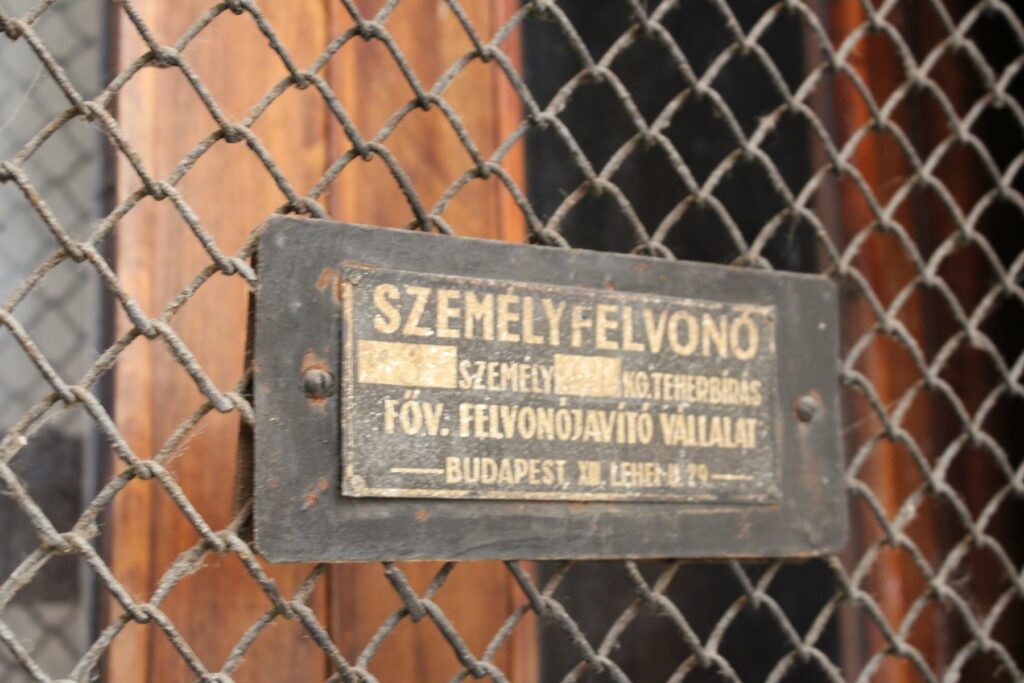 SZEMÉLYFELVONÓ
SZEMÉLY KG. TEHERBÍRÁS
FŐV. FELVONÓJAVÍTÓ VÁLLALAT
BUDAPEST, XIII. LEHEL U. 29.